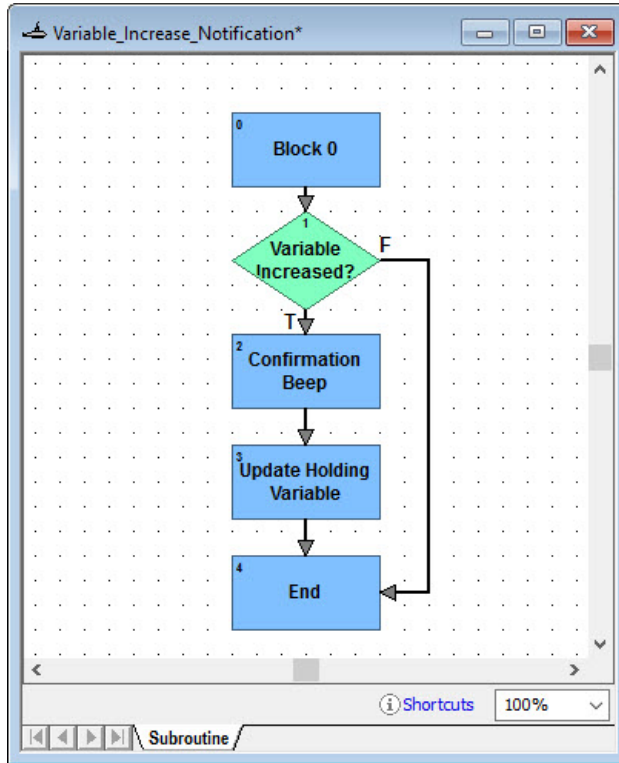 Variable_Increase_Notification*
0
Block 0
1
Variable
Increased?
F
T
2
Confirmation
Beep
3
Update Holding
Variable
4
End
Shortcuts
100%
Subroutine